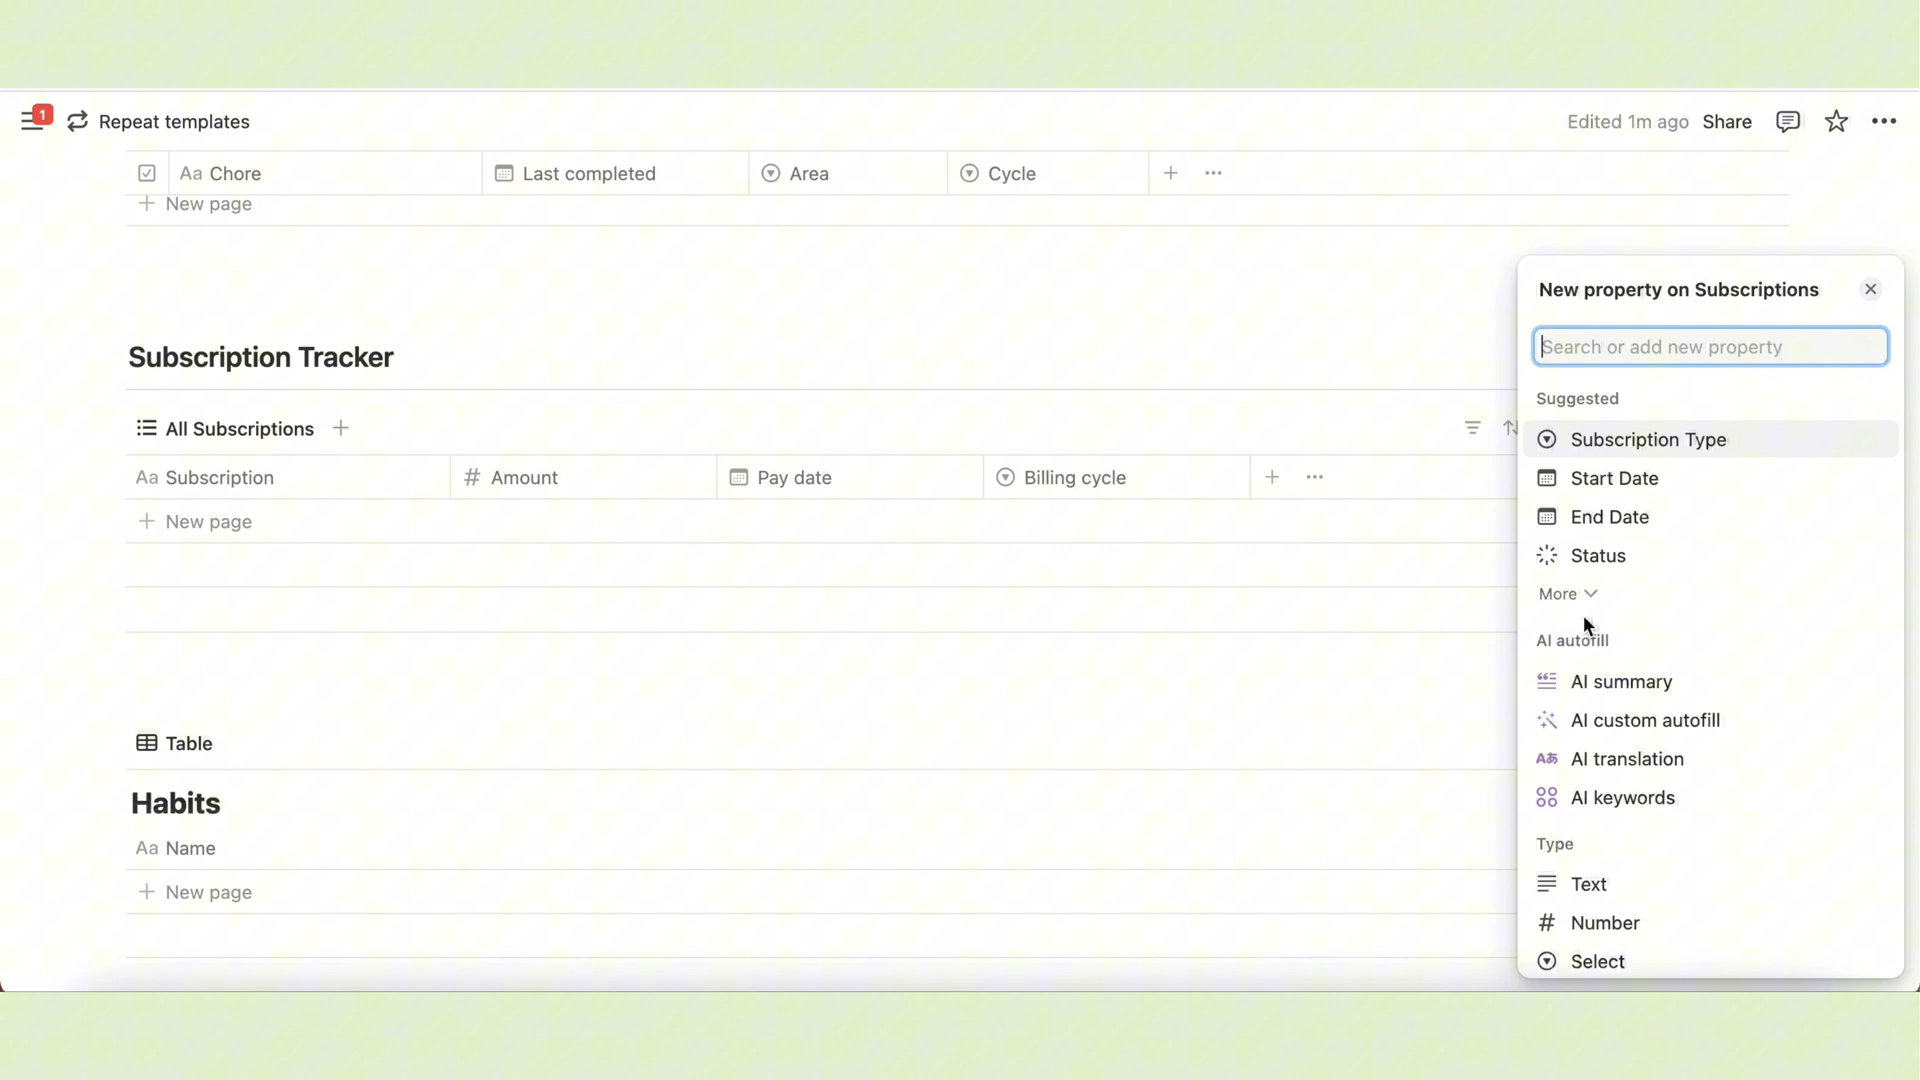 1
Repeat templates
Edited 1m ago Share
Aa Chore Last completed Area Cycle
+ New page
New property on Subscriptions
Search or add new property
Subscription Tracker
Suggested
All Subscriptions +
Subscription Type
Aa Subscription # Amount Pay date Billing cycle +
Start Date
+ New page
End Date
Status
More
AI autofill
AI summary
AI custom autofill
Table
AI translation
Habits
AI keywords
Aa Name
Type
+ New page
Text
# Number
Select